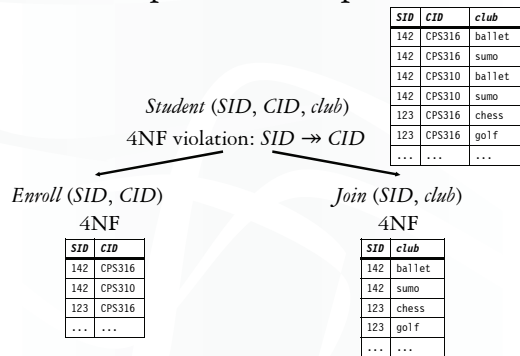 SID CID club
142 CPS316 ballet
142 CPS316 sumo
142 CPS310 ballet
142 CPS310 sumo
123 CPS316 chess
123 CPS316 golf
... ... ...
Student (SID, CID, club)
4NF violation: SID ↠ CID
Enroll (SID, CID)
4NF
SID CID
142 CPS316
142 CPS310
123 CPS316
... ...
Join (SID, club)
4NF
SID club
142 ballet
142 sumo
123 chess
123 golf
... ...